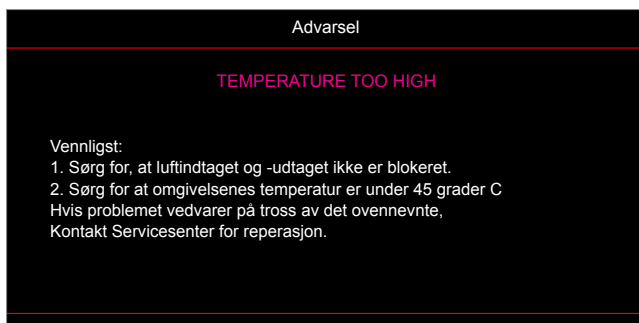 Advarsel
TEMPERATURE TOO HIGH
Vennligst:
1. Sørg for, at luftindtaget og -udtaget ikke er blokeret.
2. Sørg for at omgivelsenes temperatur er under 45 grader C
Hvis problemet vedvarer på tross av det ovennevnte,
Kontakt Servicesenter for reperasjon.